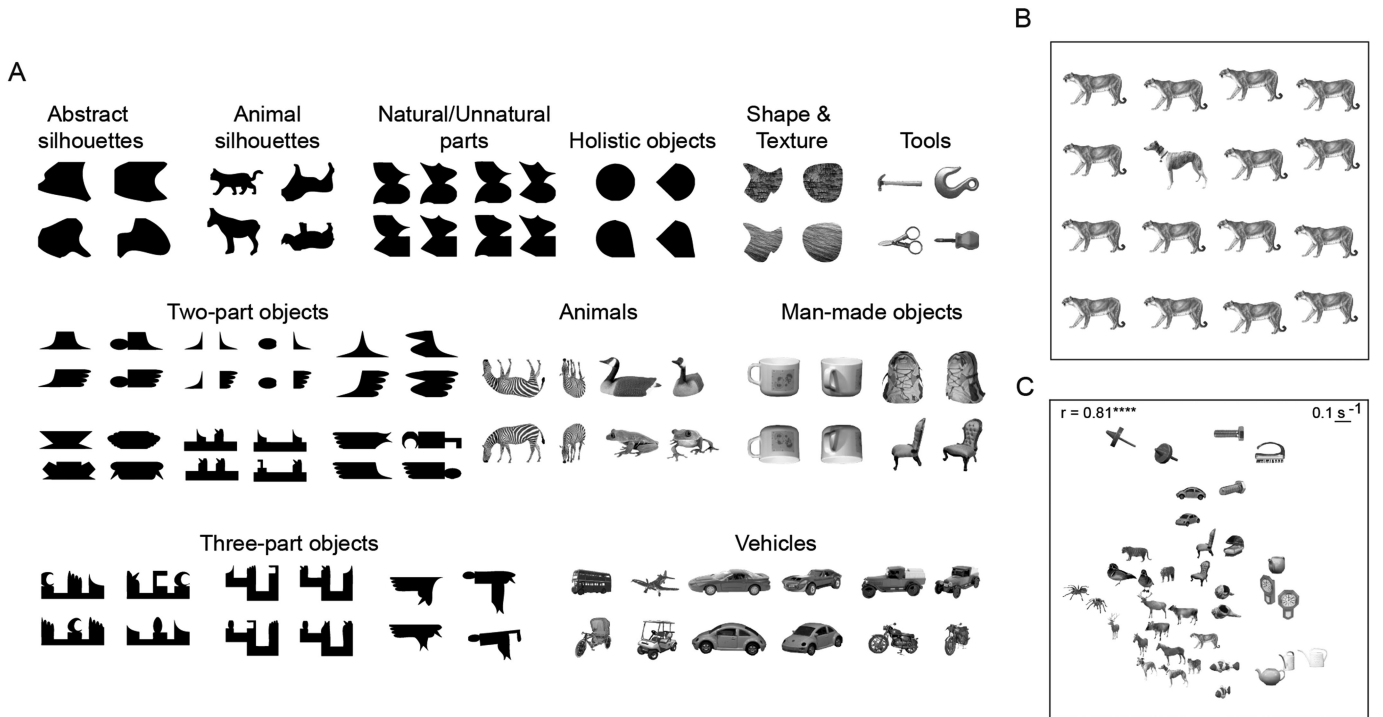 A
Abstract
silhouettes
Animal
silhouettes
Natural/Unnatural
parts
Holistic objects
Shape &
Texture
Tools
Two-part objects
Animals
Man-made objects
Three-part objects
Vehicles
B
C
r = 0.81****
0.1 s⁻¹